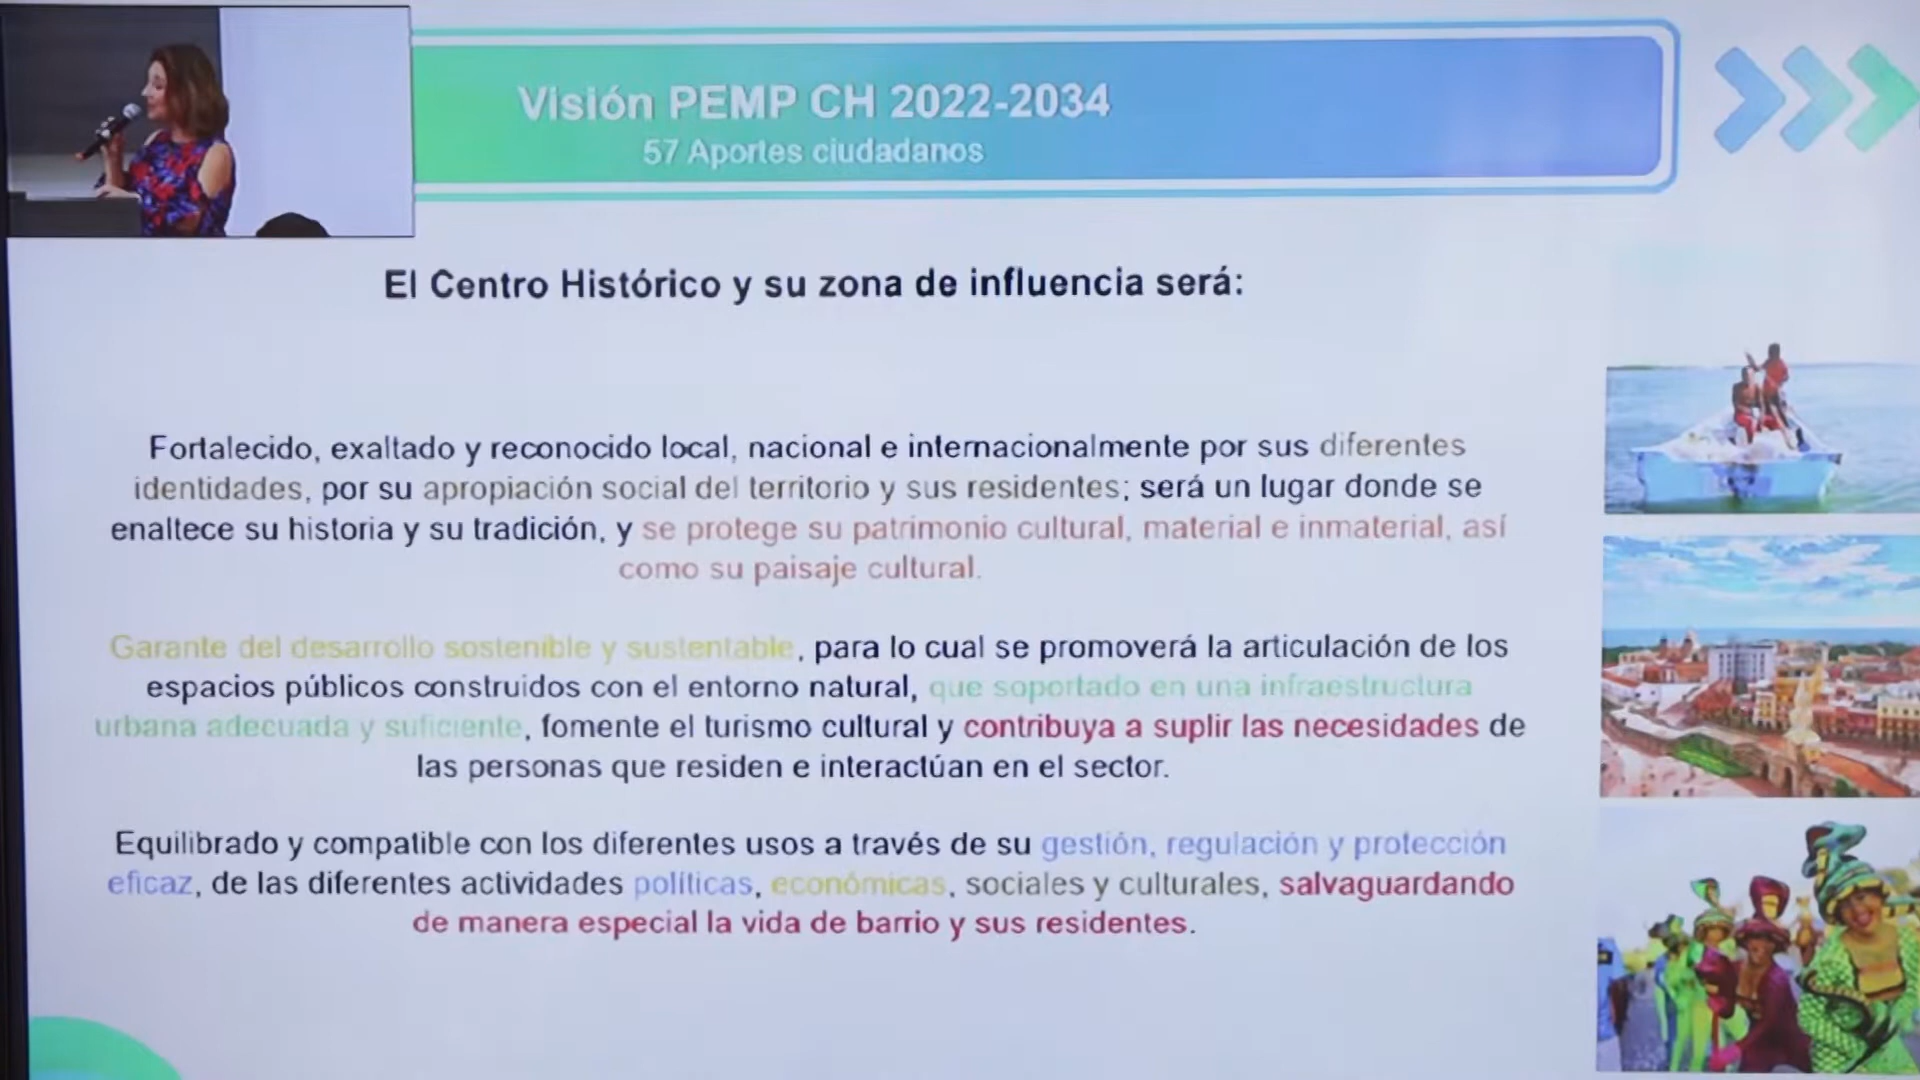 Visión PEMP CH 2022-2034
57 Aportes ciudadanos
El Centro Histórico y su zona de influencia será:
Fortalecido, exaltado y reconocido local, nacional e internacionalmente por sus diferentes
identidades, por su apropiación social del territorio y sus residentes; será un lugar donde se
enaltece su historia y su tradición, y se protege su patrimonio cultural, material e inmaterial, así
como su paisaje cultural.
Garante del desarrollo sostenible y sustentable, para lo cual se promoverá la articulación de los
espacios públicos construidos con el entorno natural, que soportado en una infraestructura
urbana adecuada y suficiente, fomente el turismo cultural y contribuya a suplir las necesidades de
las personas que residen e interactúan en el sector.
Equilibrado y compatible con los diferentes usos a través de su gestión, regulación y protección
eficaz, de las diferentes actividades políticas, económicas, sociales y culturales, salvaguardando
de manera especial la vida de barrio y sus residentes.